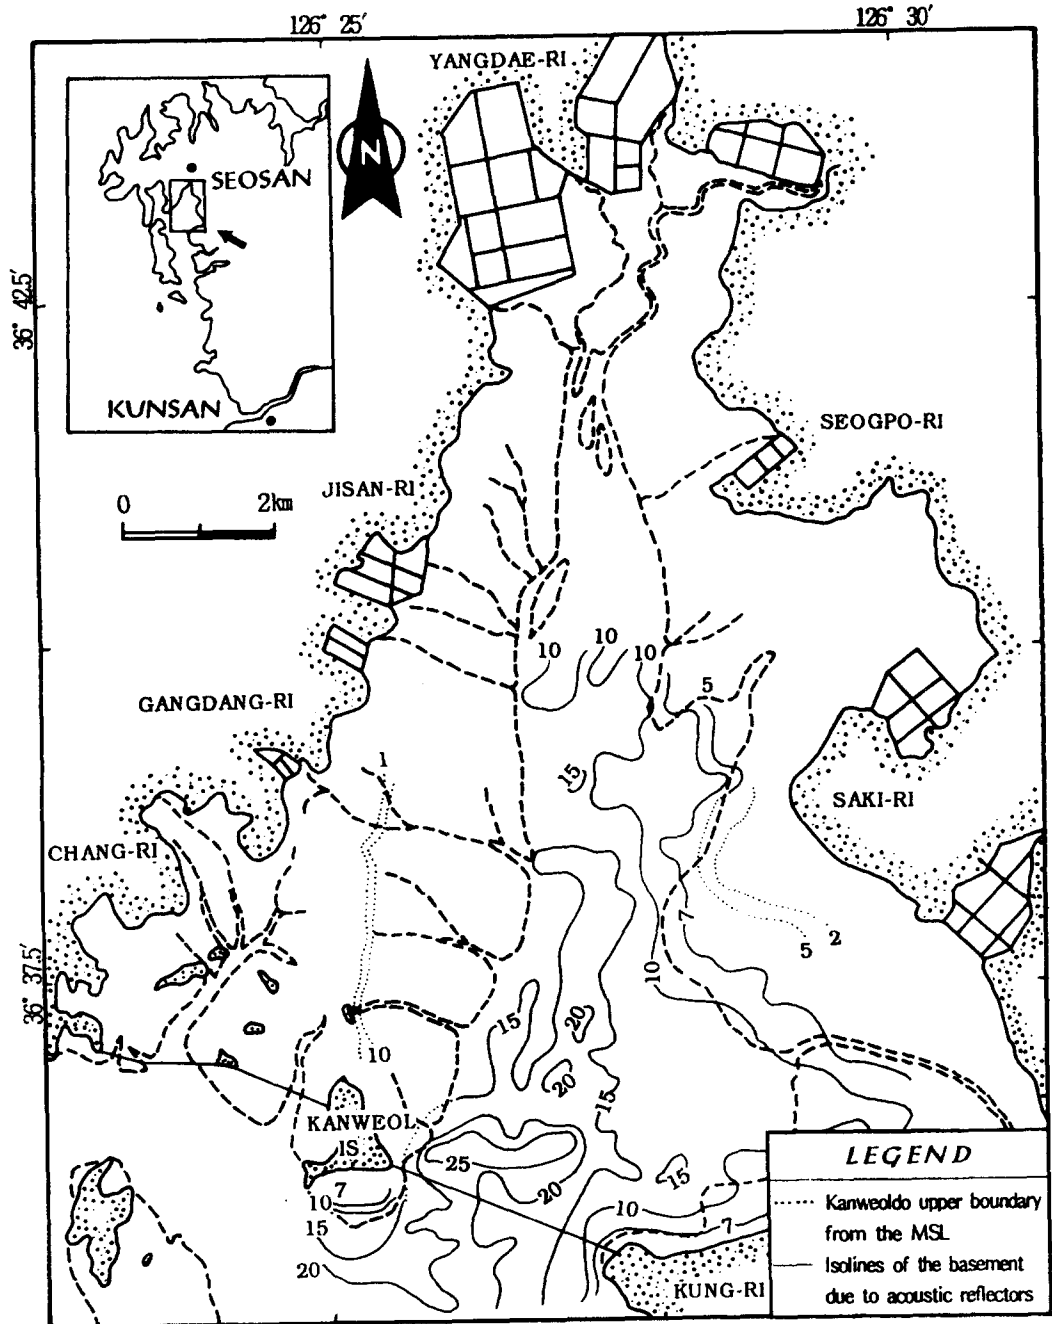 126° 25′
126° 30′
YANGDAE-RI
N
SEOSAN
36° 42.5′
KUNSAN
SEOGPO-RI
0 2km
JISAN-RI
10
10
10
5
GANGDANG-RI
1
15
SAKI-RI
CHANG-RI
7
2
5
10
36° 37.5′
15
20
10
20
15
KANWEOL
IS
25
20
15
7
10
15
10
7
20
KUNG-RI
LEGEND
Kanweoldo upper boundary
from the MSL
Isolines of the basement
due to acoustic reflectors